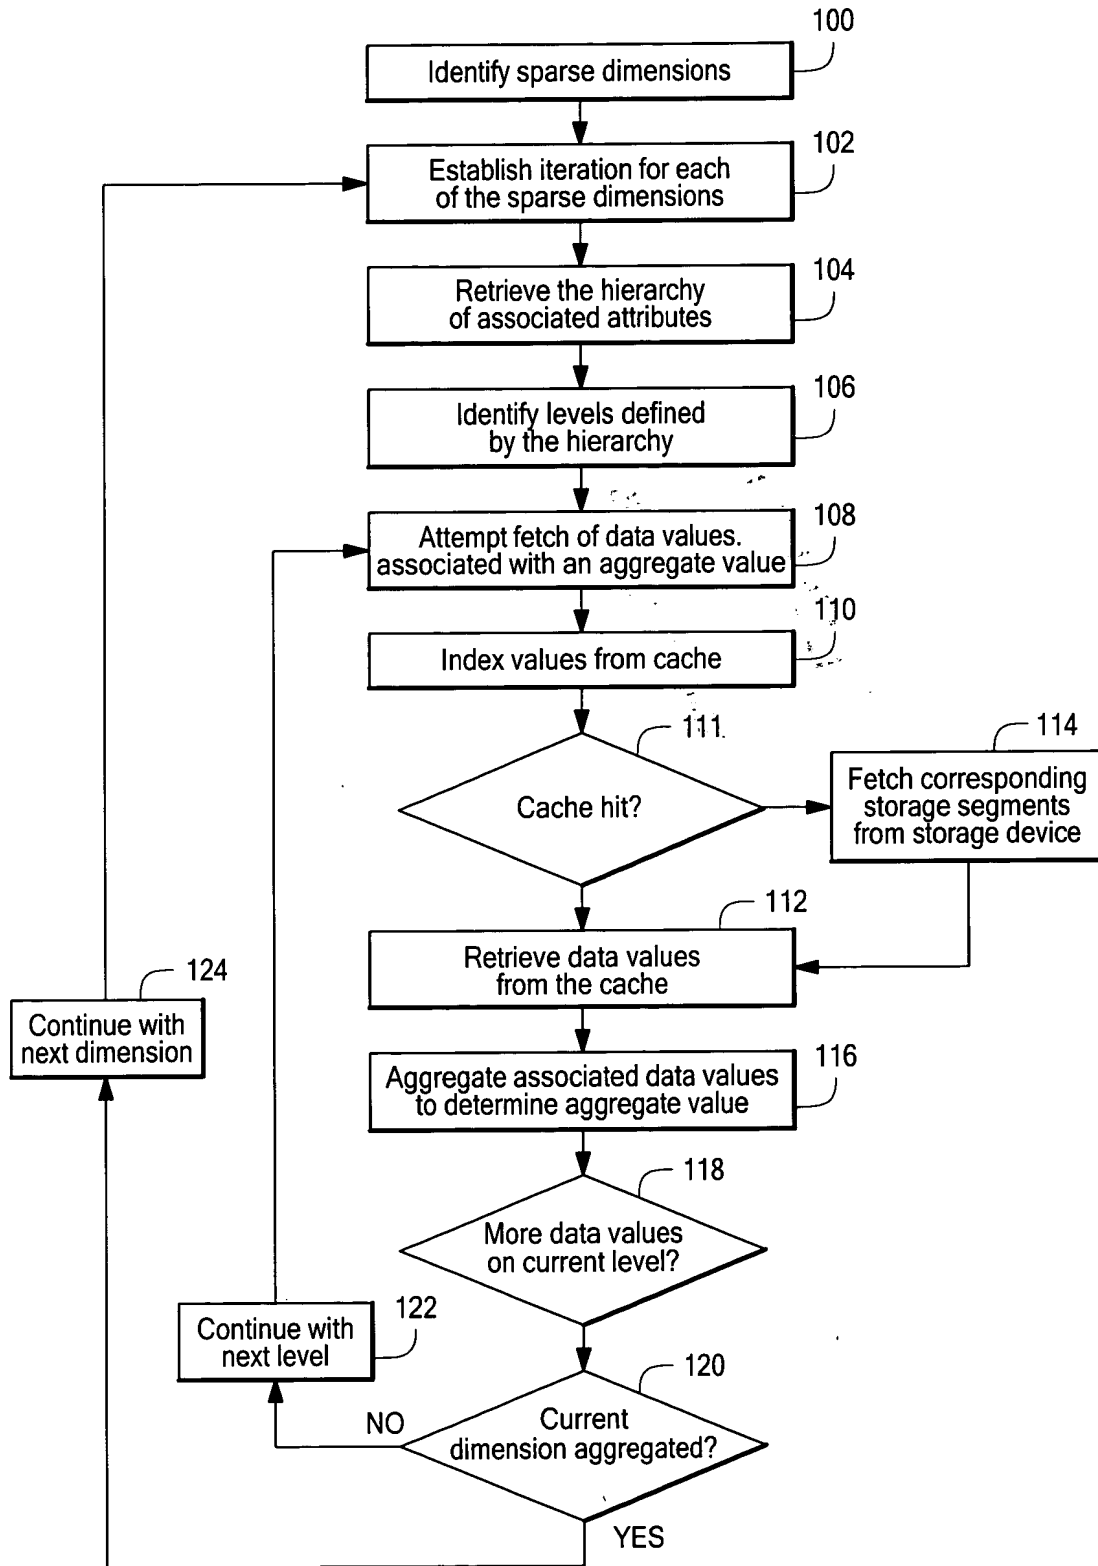 100
Identify sparse dimensions
102
Establish iteration for each
of the sparse dimensions
104
Retrieve the hierarchy
of associated attributes
106
Identify levels defined
by the hierarchy
108
Attempt fetch of data values.
associated with an aggregate value
110
Index values from cache
111
Cache hit?
114
Fetch corresponding
storage segments
from storage device
112
Retrieve data values
from the cache
124
Continue with
next dimension
116
Aggregate associated data values
to determine aggregate value
118
More data values
on current level?
122
Continue with
next level
120
Current
dimension aggregated?
NO
YES